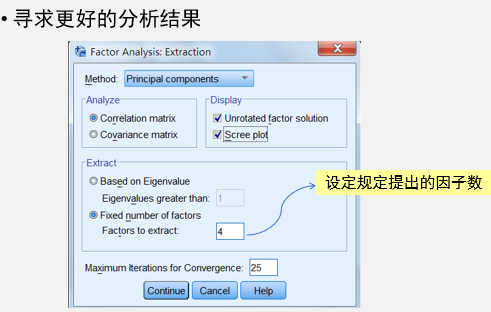 • 寻求更好的分析结果
Factor Analysis: Extraction
Method: Principal components
Analyze
Correlation matrix
Covariance matrix
Display
Unrotated factor solution
Scree plot
Extract
Based on Eigenvalue
Eigenvalues greater than: 1
Fixed number of factors
Factors to extract: 4
设定规定提出的因子数
Maximum Iterations for Convergence: 25
Continue Cancel Help